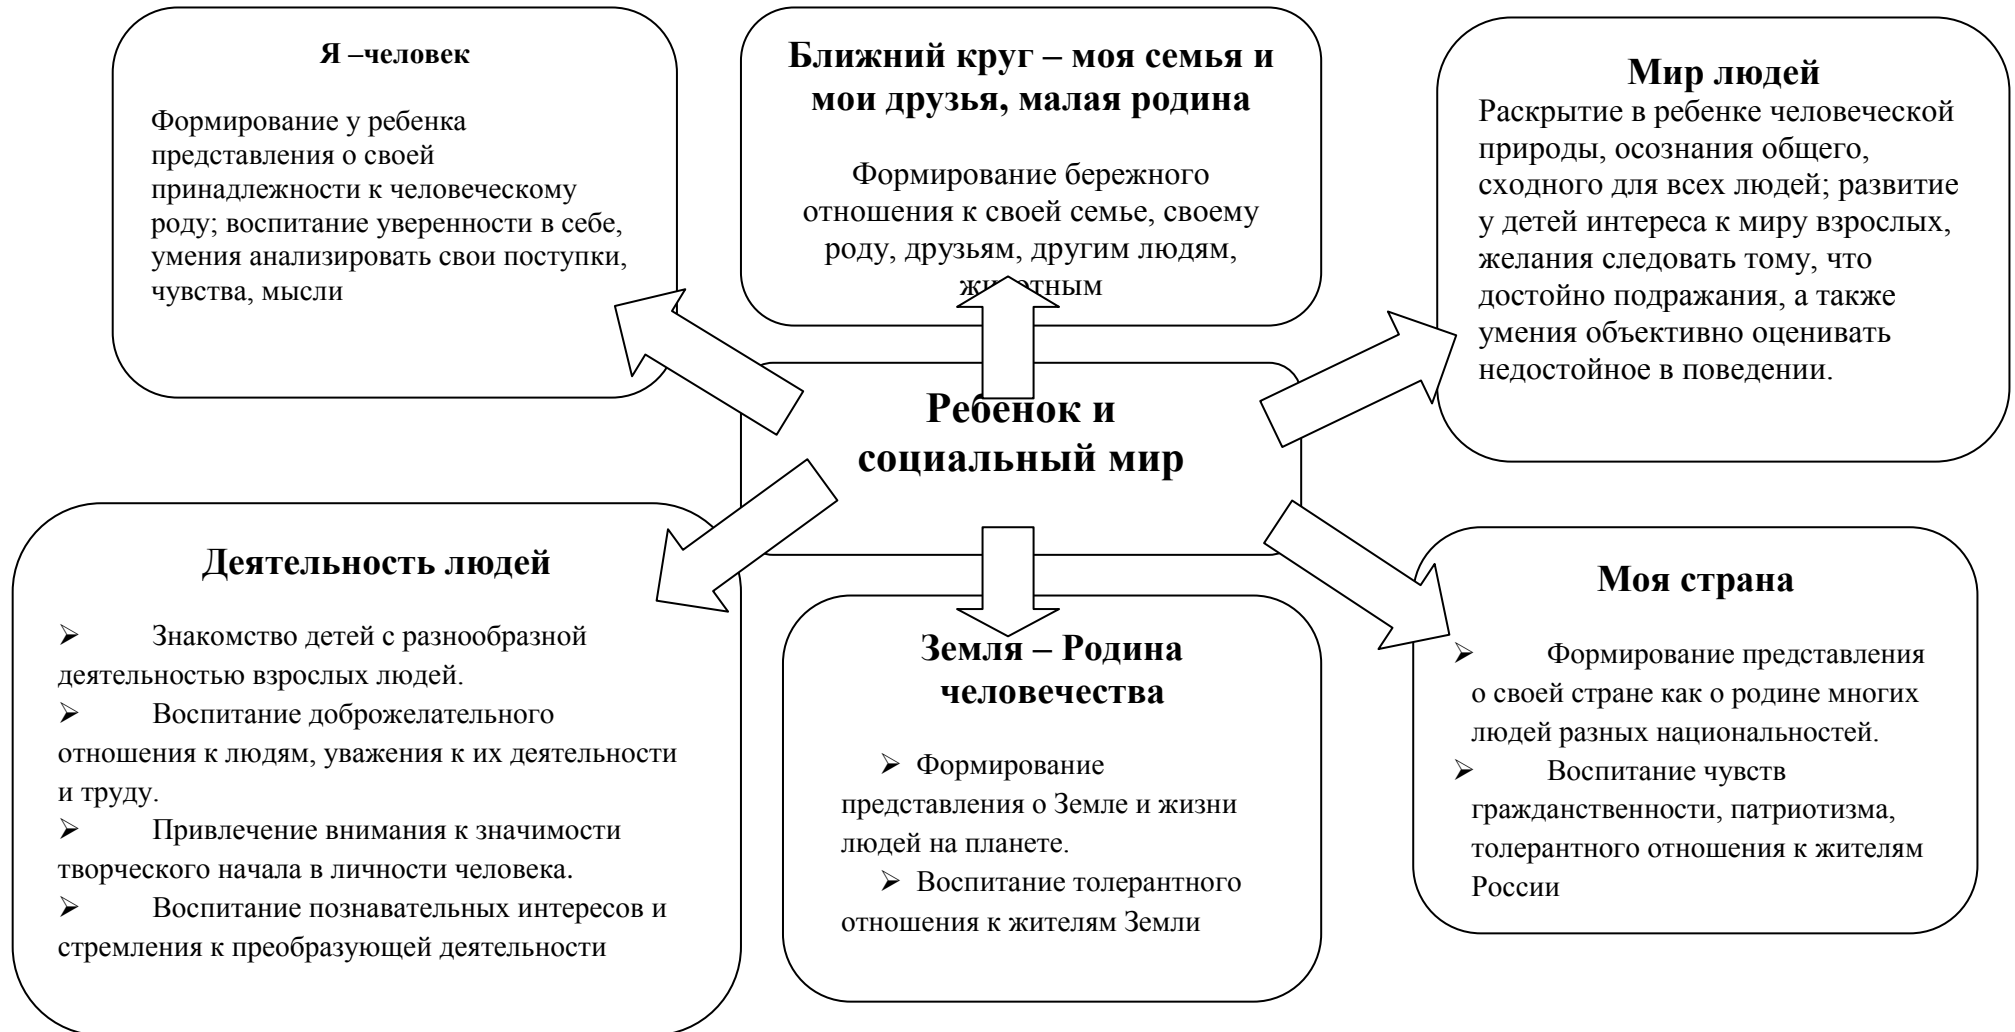 Я –человек
Формирование у ребенка
представления о своей
принадлежности к человеческому
роду; воспитание уверенности в себе,
умения анализировать свои поступки,
чувства, мысли
Ближний круг – моя семья и
мои друзья, малая родина
Формирование бережного
отношения к своей семье, своему
роду, друзьям, другим людям,
животным
Мир людей
Раскрытие в ребенке человеческой
природы, осознания общего,
сходного для всех людей; развитие
у детей интереса к миру взрослых,
желания следовать тому, что
достойно подражания, а также
умения объективно оценивать
недостойное в поведении.
Ребенок и
социальный мир
Деятельность людей
➢ Знакомство детей с разнообразной
деятельностью взрослых людей.
➢ Воспитание доброжелательного
отношения к людям, уважения к их деятельности
и труду.
➢ Привлечение внимания к значимости
творческого начала в личности человека.
➢ Воспитание познавательных интересов и
стремления к преобразующей деятельности
Земля – Родина
человечества
➢ Формирование
представления о Земле и жизни
людей на планете.
➢ Воспитание толерантного
отношения к жителям Земли
Моя страна
➢ Формирование представления
о своей стране как о родине многих
людей разных национальностей.
➢ Воспитание чувств
гражданственности, патриотизма,
толерантного отношения к жителям
России